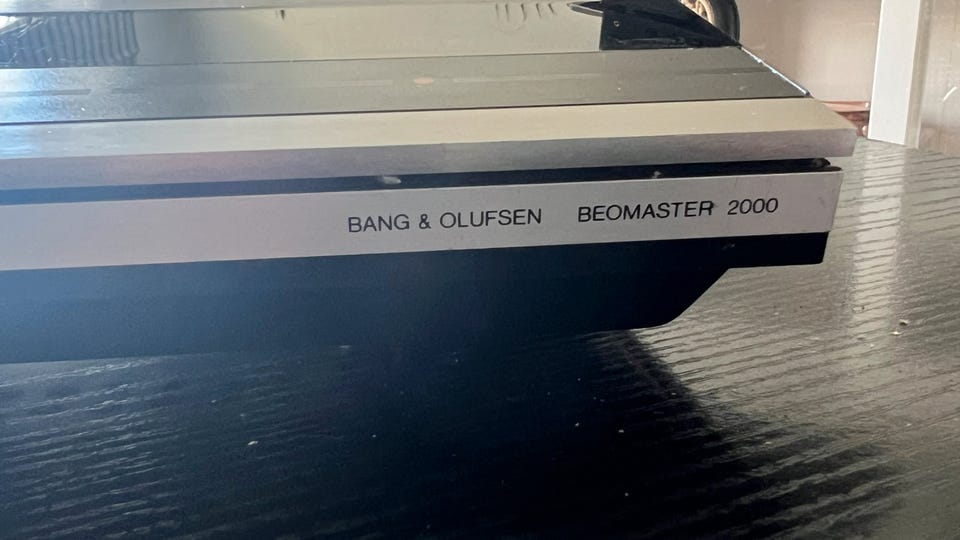 BANG & OLUFSEN BEOMASTER 2000